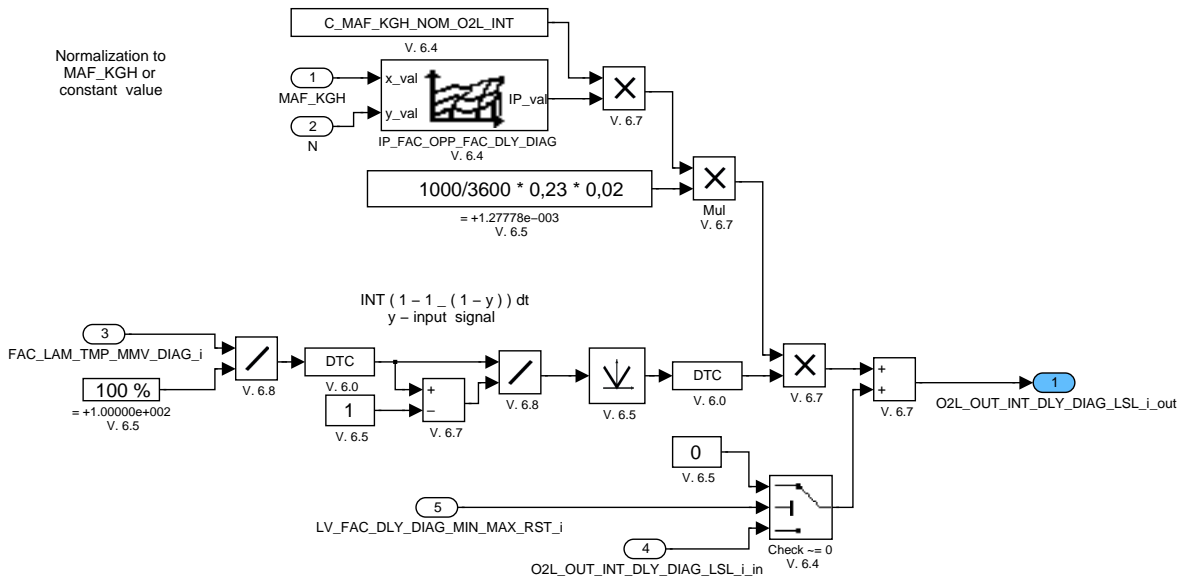 C_MAF_KGH_NOM_O2L_INT
V. 6.4
Normalization to
MAF_KGH or
constant value
1
MAF_KGH
x_val
y_val
IP_val
2
N
IP_FAC_OPP_FAC_DLY_DIAG
V. 6.4
V. 6.7
1000/3600 * 0,23 * 0,02
= +1.27778e−003
V. 6.5
Mul
V. 6.7
INT ( 1 − 1 _ ( 1 − y ) ) dt
y − input signal
3
FAC_LAM_TMP_MMV_DIAG_i
100 %
= +1.00000e+002
V. 6.5
V. 6.8
DTC
V. 6.0
1
V. 6.5
+
−
V. 6.7
V. 6.8
V. 6.5
DTC
V. 6.0
V. 6.7
+
+
V. 6.7
1
O2L_OUT_INT_DLY_DIAG_LSL_i_out
0
V. 6.5
5
LV_FAC_DLY_DIAG_MIN_MAX_RST_i
4
O2L_OUT_INT_DLY_DIAG_LSL_i_in
Check ~= 0
V. 6.4